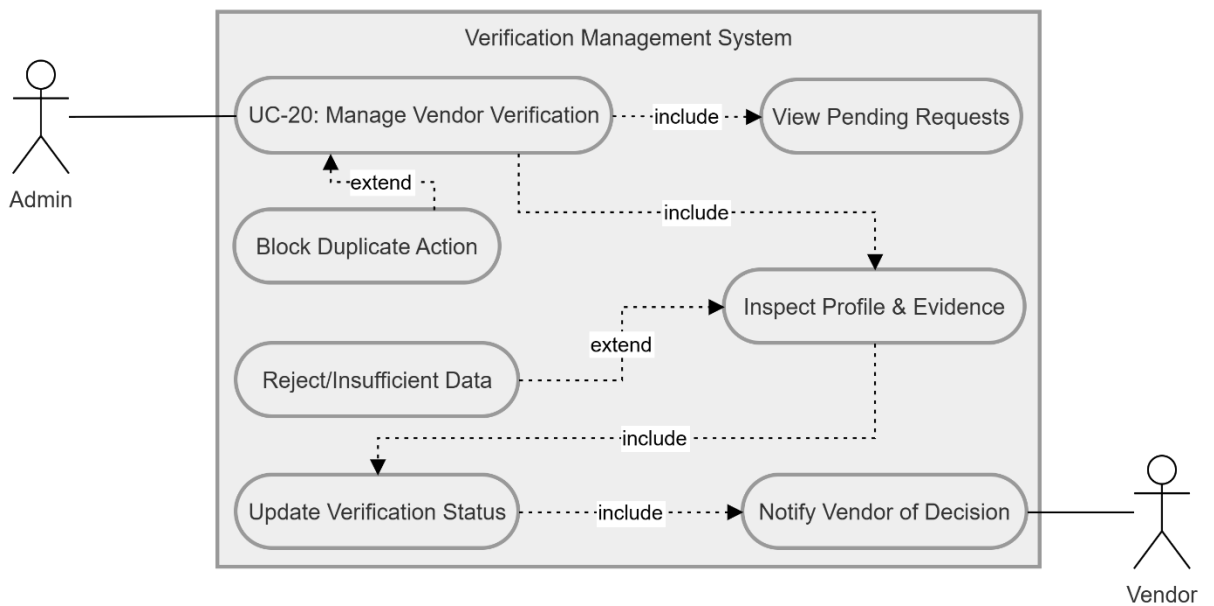 Verification Management System
UC-20: Manage Vendor Verification
include
View Pending Requests
Admin
extend
include
Block Duplicate Action
Inspect Profile & Evidence
extend
Reject/Insufficient Data
include
Update Verification Status
include
Notify Vendor of Decision
Vendor